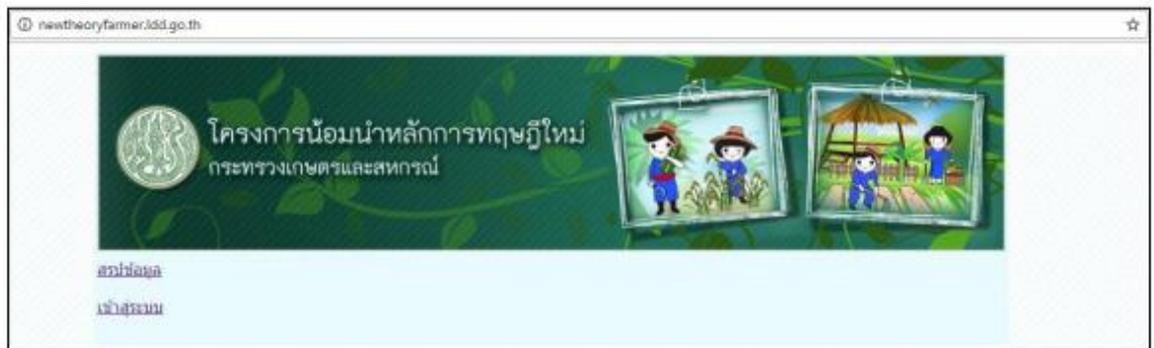 newtheoryfarmer.ldd.go.th
โครงการน้อมนำหลักการทฤษฎีใหม่
กระทรวงเกษตรและสหกรณ์
สรุปข้อมูล
เข้าสู่ระบบ